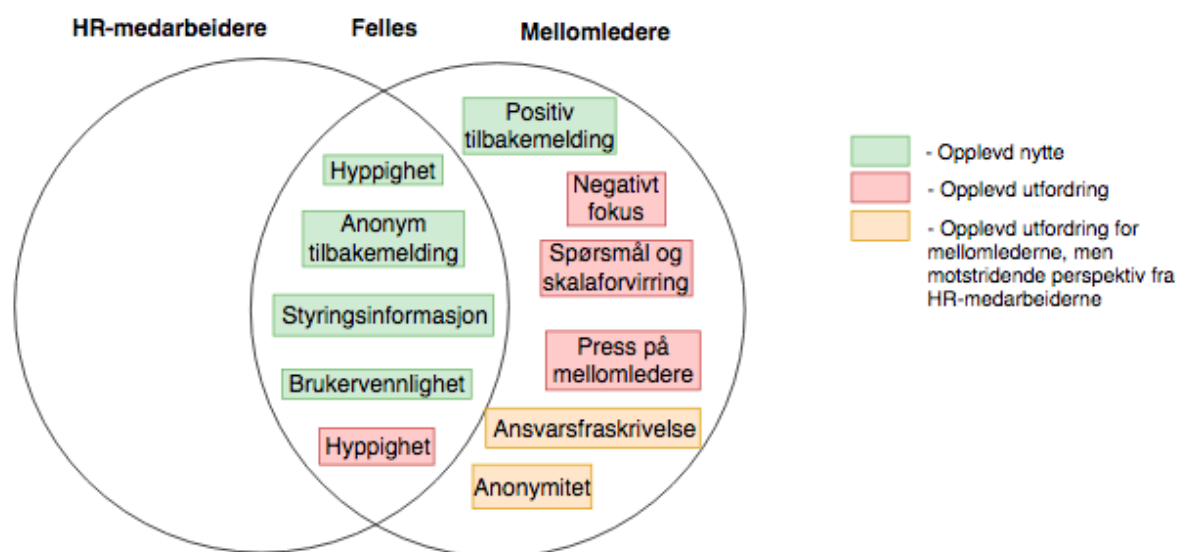 HR-medarbeidere
Felles
Mellomledere
Positiv
tilbakemelding
Hyppighet
Negativt
fokus
Anonym
tilbakemelding
Spørsmål og
skalaforvirring
Styringsinformasjon
Press på
mellomledere
Brukervennlighet
Ansvarsfraskrivelse
Hyppighet
Anonymitet
- Opplevd nytte
- Opplevd utfordring
- Opplevd utfordring for
mellomlederne, men
motstridende perspektiv fra
HR-medarbeiderne